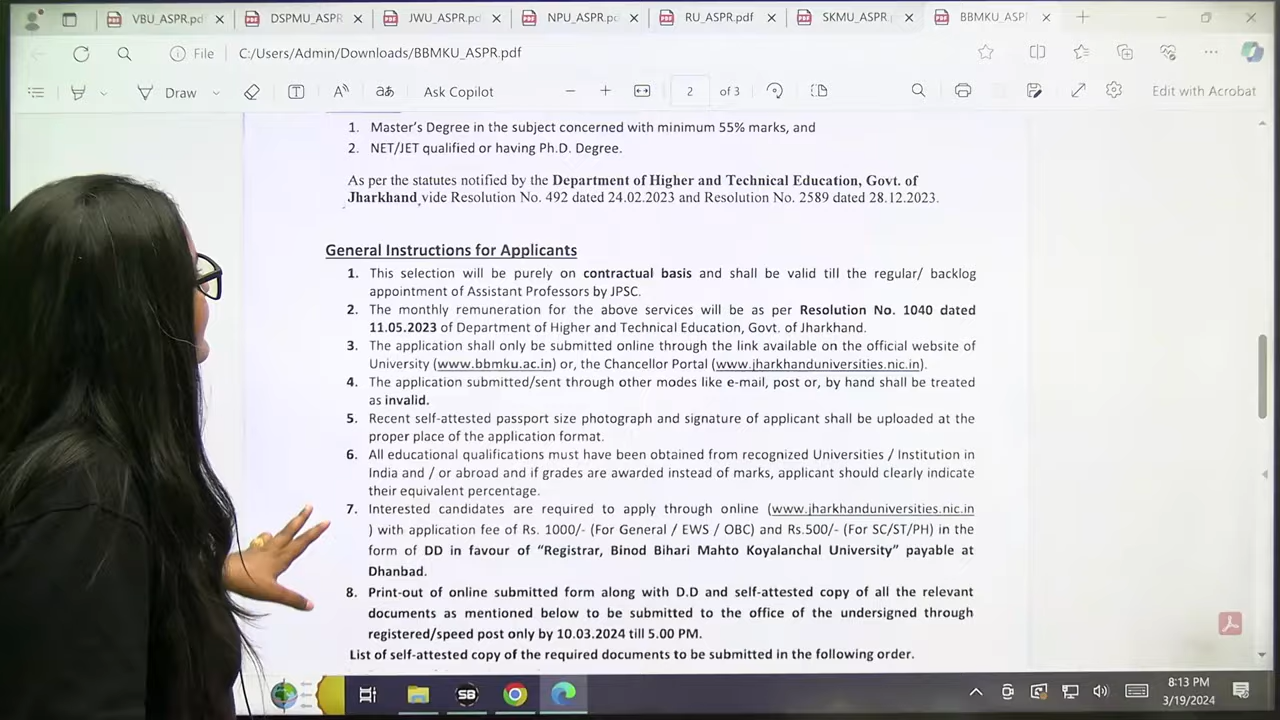 VBU_ASPR.pdf
DSPMU_ASPR.
JWU_ASPR.pdf
NPU_ASPR.pdf
RU_ASPR.pdf
SKMU_ASPR.
BBMKU_ASPR
File
C:/Users/Admin/Downloads/BBMKU_ASPR.pdf
Draw
aあ
Ask Copilot
2
of 3
Edit with Acrobat
1. Master's Degree in the subject concerned with minimum 55% marks, and
2. NET/JET qualified or having Ph.D. Degree.
As per the statutes notified by the Department of Higher and Technical Education, Govt. of
Jharkhand vide Resolution No. 492 dated 24.02.2023 and Resolution No. 2589 dated 28.12.2023.
General Instructions for Applicants
1. This selection will be purely on contractual basis and shall be valid till the regular/ backlog
appointment of Assistant Professors by JPSC.
2. The monthly remuneration for the above services will be as per Resolution No. 1040 dated
11.05.2023 of Department of Higher and Technical Education, Govt. of Jharkhand.
3. The application shall only be submitted online through the link available on the official website of
University (www.bbmku.ac.in) or, the Chancellor Portal (www.jharkhanduniversities.nic.in).
4. The application submitted/sent through other modes like e-mail, post or, by hand shall be treated
as invalid.
5. Recent self-attested passport size photograph and signature of applicant shall be uploaded at the
proper place of the application format.
6. All educational qualifications must have been obtained from recognized Universities / Institution in
India and / or abroad and if grades are awarded instead of marks, applicant should clearly indicate
their equivalent percentage.
7. Interested candidates are required to apply through online (www.jharkhanduniversities.nic.in
) with application fee of Rs. 1000/- (For General / EWS / OBC) and Rs.500/- (For SC/ST/PH) in the
form of DD in favour of "Registrar, Binod Bihari Mahto Koyalanchal University" payable at
Dhanbad.
8. Print-out of online submitted form along with D.D and self-attested copy of all the relevant
documents as mentioned below to be submitted to the office of the undersigned through
registered/speed post only by 10.03.2024 till 5.00 PM.
List of self-attested copy of the required documents to be submitted in the following order.
SB
8:13 PM
3/19/2024